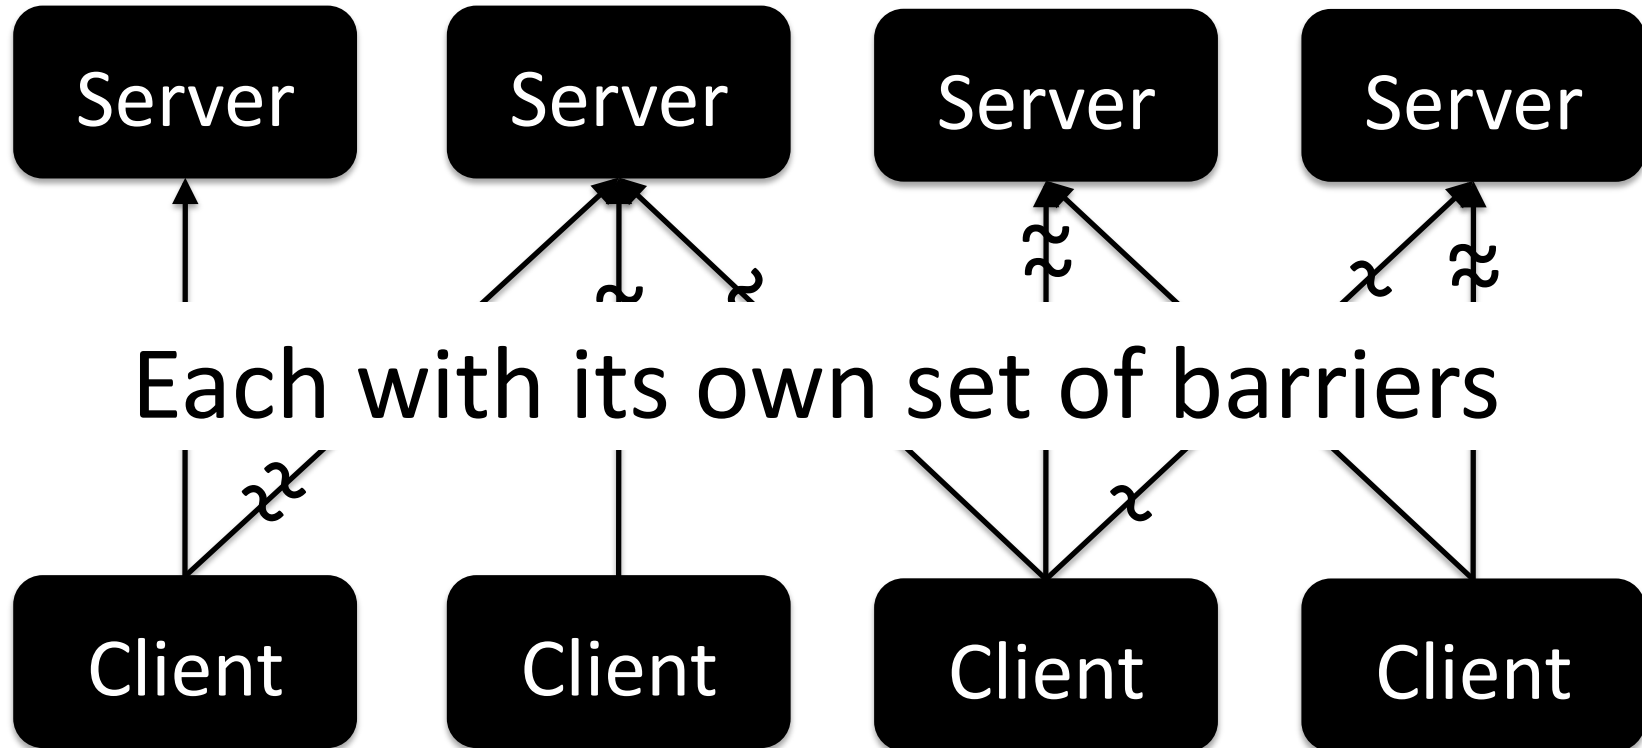 Server Server Server Server
Each with its own set of barriers
Client Client Client Client